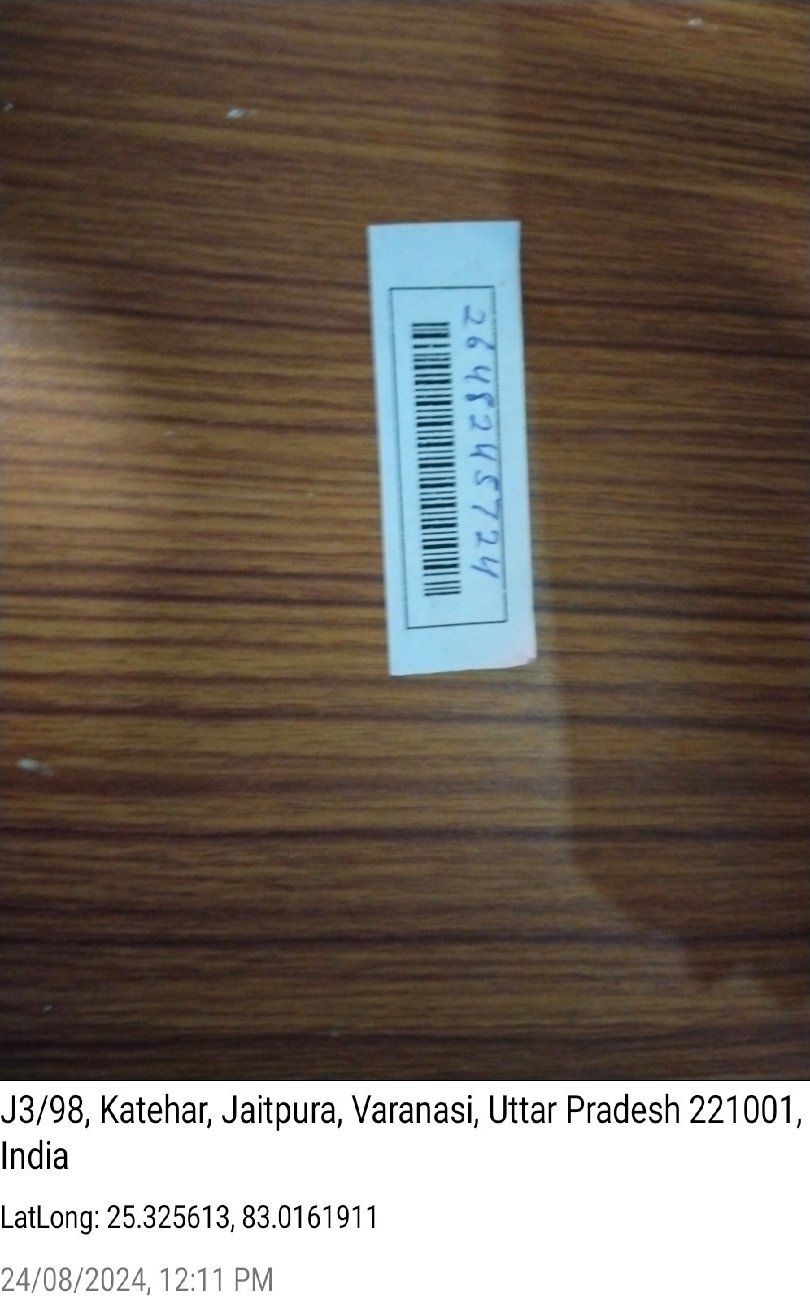 2648245724
J3/98, Katehar, Jaitpura, Varanasi, Uttar Pradesh 221001,
India
LatLong: 25.325613, 83.0161911
24/08/2024, 12:11 PM